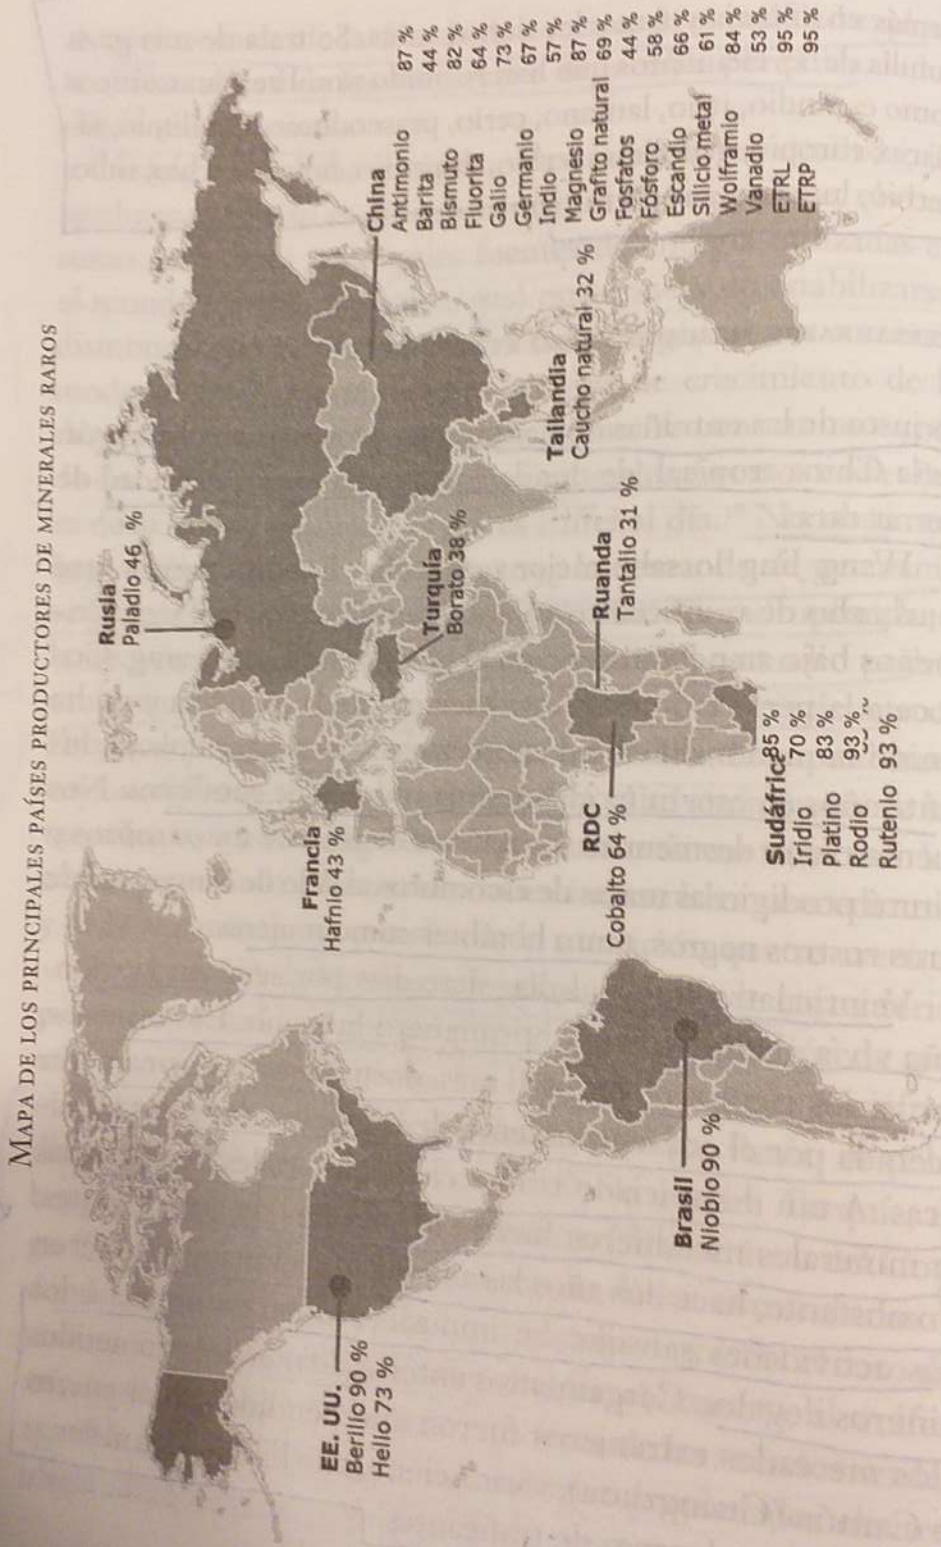 MAPA DE LOS PRINCIPALES PAÍSES PRODUCTORES DE MINERALES RAROS
Rusia
Paladio 46 %
EE. UU.
Berilio 90 %
Helio 73 %
Francia
Hafnio 43 %
Turquía
Borato 38 %
China
Antimonio 87 %
Barita 44 %
Bismuto 82 %
Fluorita 64 %
Galio 73 %
Germanio 67 %
Indio 57 %
Magnesio 87 %
Grafito natural 69 %
Fosfatos 44 %
Fósforo 58 %
Escandio 66 %
Silicio metal 61 %
Wolframio 84 %
Vanadio 53 %
ETRL 95 %
ETRP 95 %
Tailandia
Caucho natural 32 %
Ruanda
Tantalio 31 %
RDC
Cobalto 64 %
Brasil
Niobio 90 %
Sudáfrica 85 %
Iridio 70 %
Platino 83 %
Rodio 93 %
Rutenio 93 %